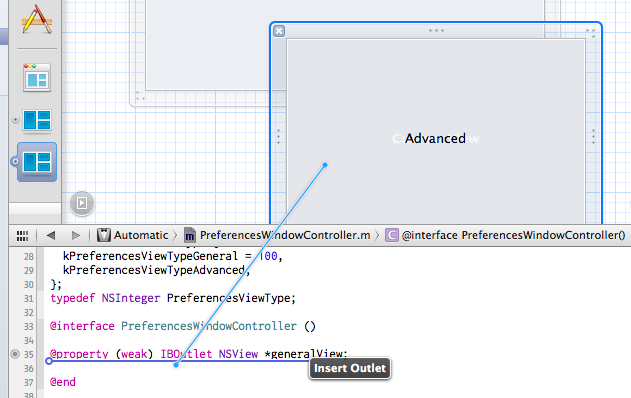 Advanced
Automatic
PreferencesWindowController.m
C
@interface PreferencesWindowController()
28 kPreferencesViewTypeGeneral = 100,
29 kPreferencesViewTypeAdvanced,
30 };
31 typedef NSInteger PreferencesViewType;
32
33 @interface PreferencesWindowController ()
34
35 @property (weak) IBOutlet NSView *generalView;
36
Insert Outlet
37 @end
38